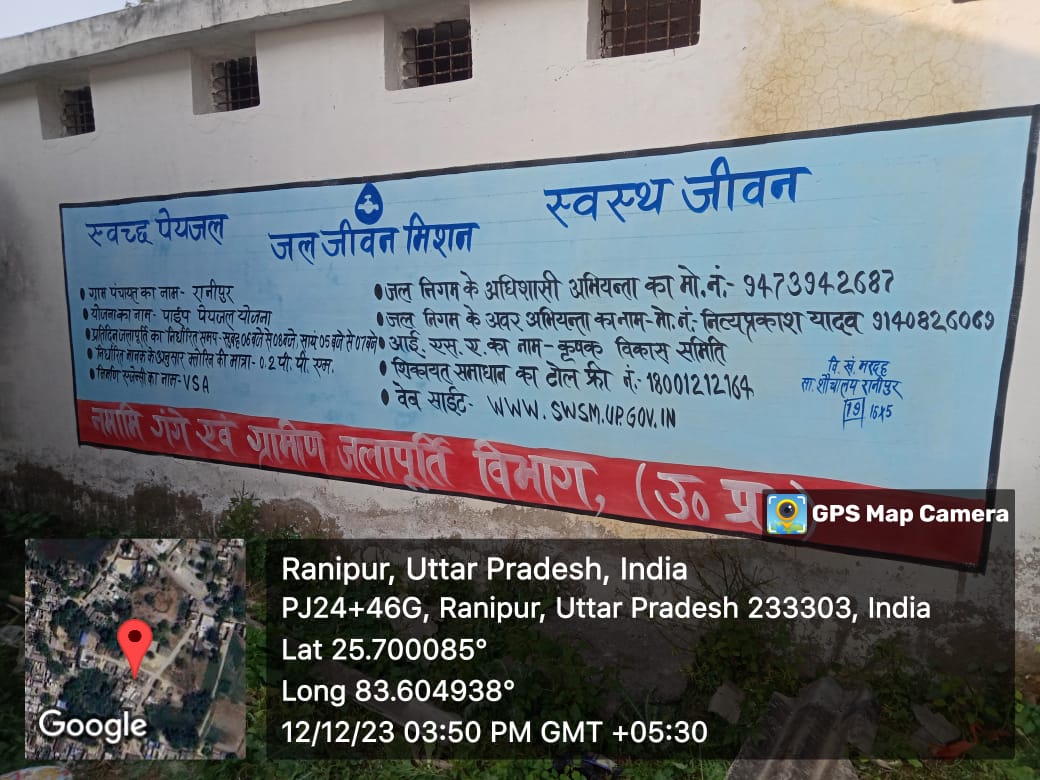 स्वच्छ पेयजल
जल जीवन मिशन
स्वस्थ जीवन
• ग्राम पंचायत का नाम- रानीपुर
• योजना का नाम- पाईप पेयजल योजना
• प्रतिदिन जलापूर्ति का निर्धारित समय- सुबह 06 बजे से 08 बजे, सायं 05 बजे से 07 बजे
• निर्धारित मानक के अनुसार क्लोरिन की मात्रा- 0.2 पी. पी. एम.
• निर्माण एजेन्सी का नाम- VSA
• जल निगम के अधिशासी अभियन्ता का मो. नं.- 9473942687
• जल निगम के अवर अभियन्ता का नाम- मो. नं. नित्यप्रकाश यादव 9140826069
• आई. एस. ए. का नाम- कृषक विकास समिति
• शिकायत समाधान का टोल फ्री नं.- 18001212164
• वेब साईट- WWW.SWSM.UP.GOV.IN
वि. खं. मरदह
सा. शौचालय रानीपुर
19 16x5
नमामि गंगे एवं ग्रामीण जलापूर्ति विभाग, (उ० प्र०)
GPS Map Camera
Ranipur, Uttar Pradesh, India
PJ24+46G, Ranipur, Uttar Pradesh 233303, India
Lat 25.700085°
Long 83.604938°
12/12/23 03:50 PM GMT +05:30
Google